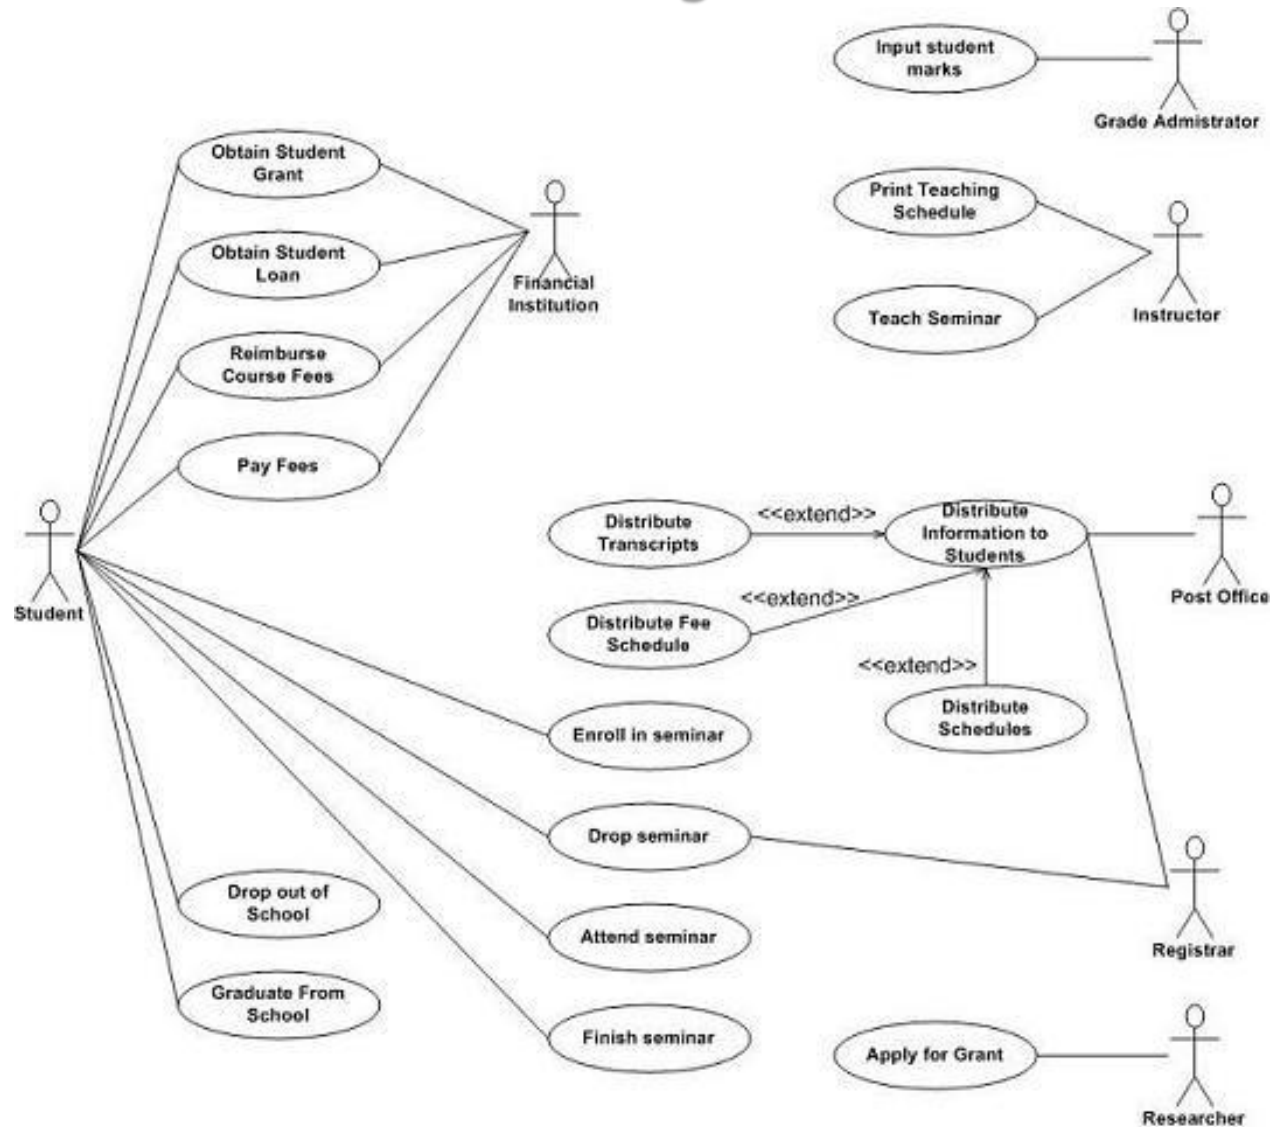 Input student
marks
Grade Admistrator
Obtain Student
Grant
Print Teaching
Schedule
Obtain Student
Loan
Financial
Institution
Teach Seminar
Instructor
Reimburse
Course Fees
Pay Fees
Student
Distribute
Transcripts
<<extend>>
Distribute
Information to
Students
Post Office
<<extend>>
Distribute Fee
Schedule
<<extend>>
Distribute
Schedules
Enroll in seminar
Drop seminar
Registrar
Drop out of
School
Attend seminar
Graduate From
School
Finish seminar
Apply for Grant
Researcher